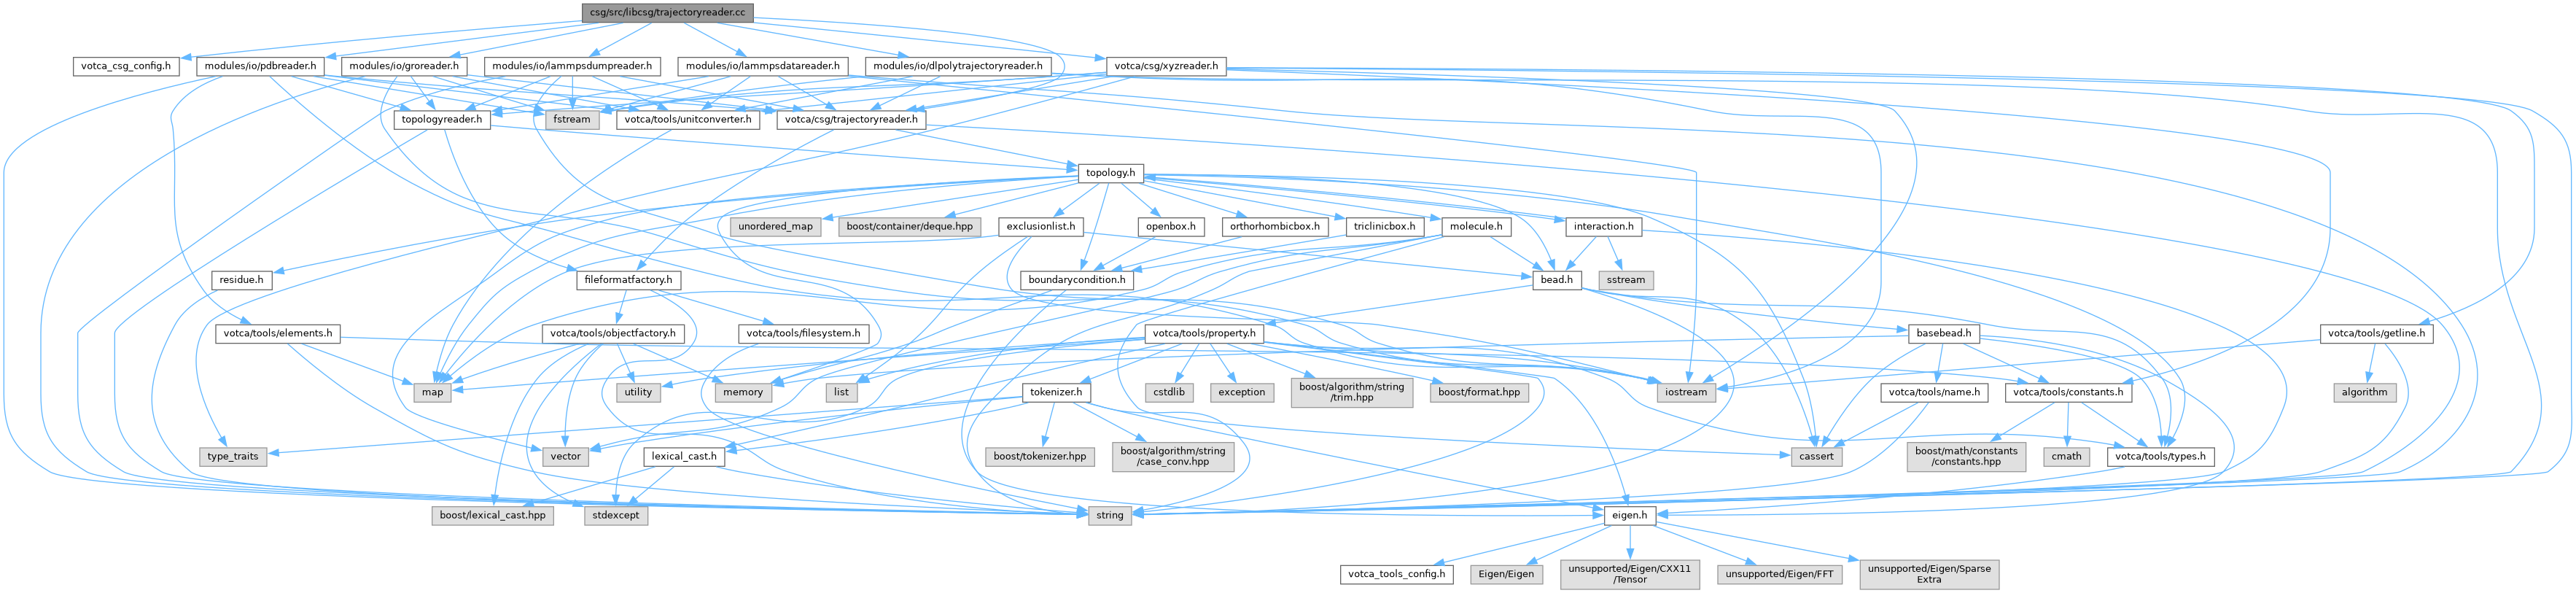 csg/src/libcsg/trajectoryreader.cc
votca_csg_config.h
modules/io/pdbreader.h
modules/io/groreader.h
modules/io/lammpsdumpreader.h
modules/io/lammpsdatareader.h
modules/io/dlpolytrajectoryreader.h
votca/csg/xyzreader.h
topologyreader.h
fstream
votca/tools/unitconverter.h
votca/csg/trajectoryreader.h
topology.h
unordered_map
boost/container/deque.hpp
exclusionlist.h
openbox.h
orthorhombicbox.h
triclinicbox.h
molecule.h
interaction.h
residue.h
fileformatfactory.h
boundarycondition.h
bead.h
sstream
votca/tools/elements.h
votca/tools/objectfactory.h
votca/tools/filesystem.h
votca/tools/property.h
basebead.h
votca/tools/getline.h
map
utility
memory
list
tokenizer.h
cstdlib
exception
boost/algorithm/string
/trim.hpp
boost/format.hpp
iostream
votca/tools/name.h
votca/tools/constants.h
algorithm
type_traits
vector
lexical_cast.h
boost/tokenizer.hpp
boost/algorithm/string
/case_conv.hpp
cassert
boost/math/constants
/constants.hpp
cmath
votca/tools/types.h
boost/lexical_cast.hpp
stdexcept
string
eigen.h
votca_tools_config.h
Eigen/Eigen
unsupported/Eigen/CXX11
/Tensor
unsupported/Eigen/FFT
unsupported/Eigen/Sparse
Extra